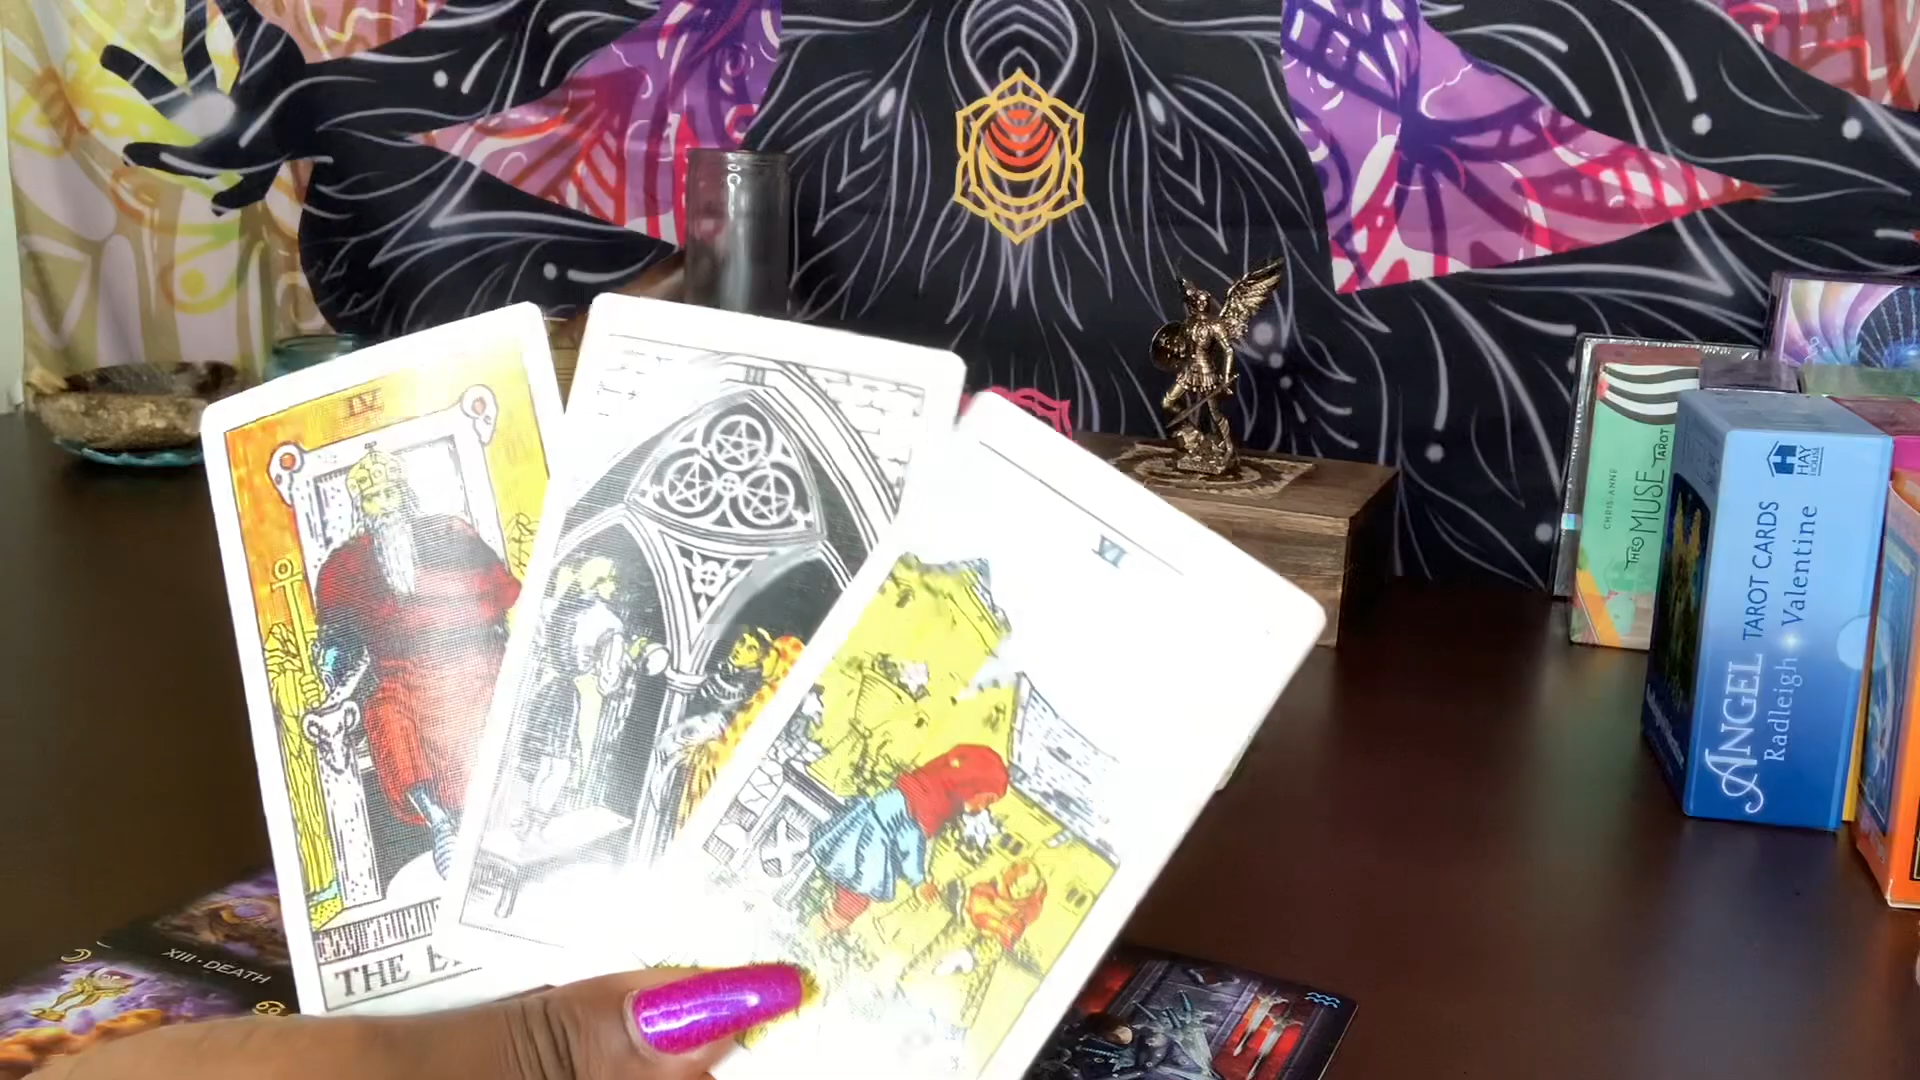 IV
THE E
VI
XIII · DEATH
CHRIS-ANNE
THE MUSE TAROT
HAY
HOUSE
ANGEL TAROT CARDS
Radleigh Valentine